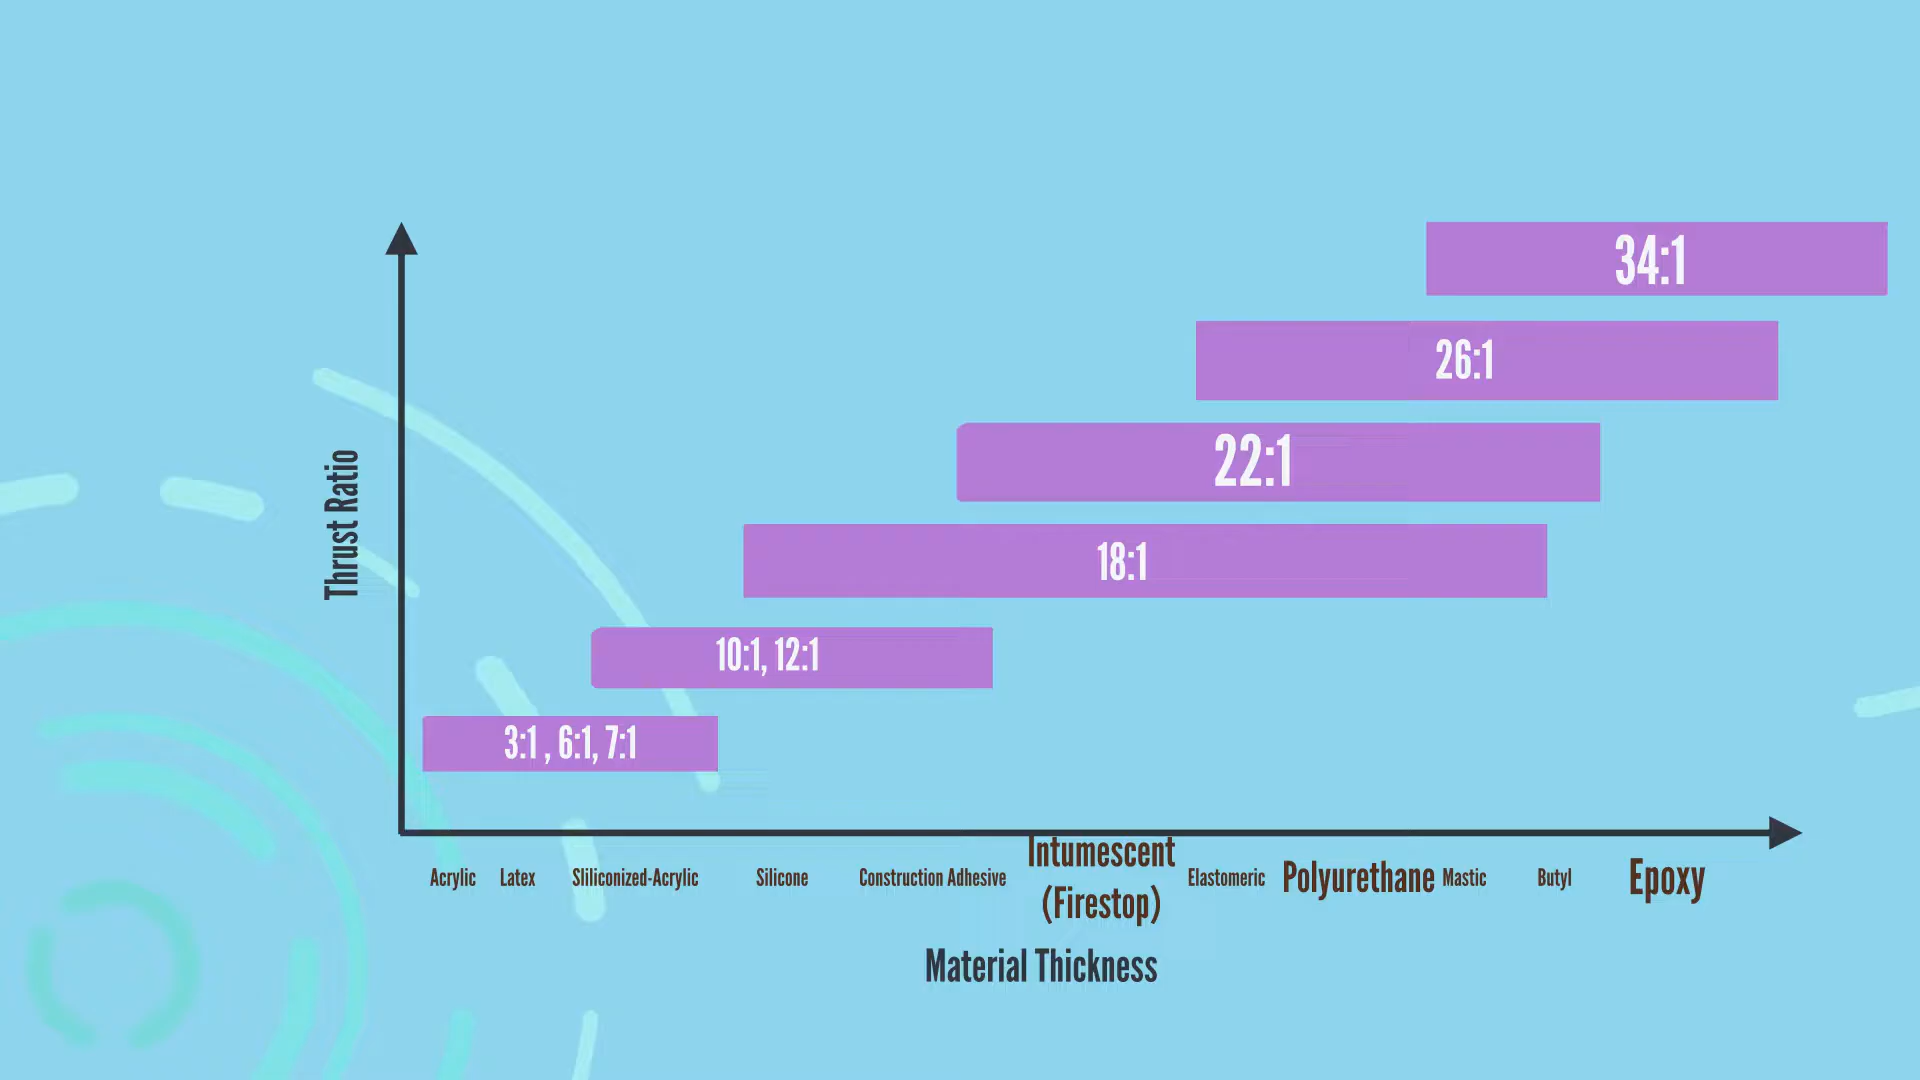 34:1
26:1
22:1
18:1
10:1, 12:1
3:1 , 6:1, 7:1
Thrust Ratio
Acrylic
Latex
Sliliconized-Acrylic
Silicone
Construction Adhesive
Intumescent
(Firestop)
Elastomeric
Polyurethane
Mastic
Butyl
Epoxy
Material Thickness